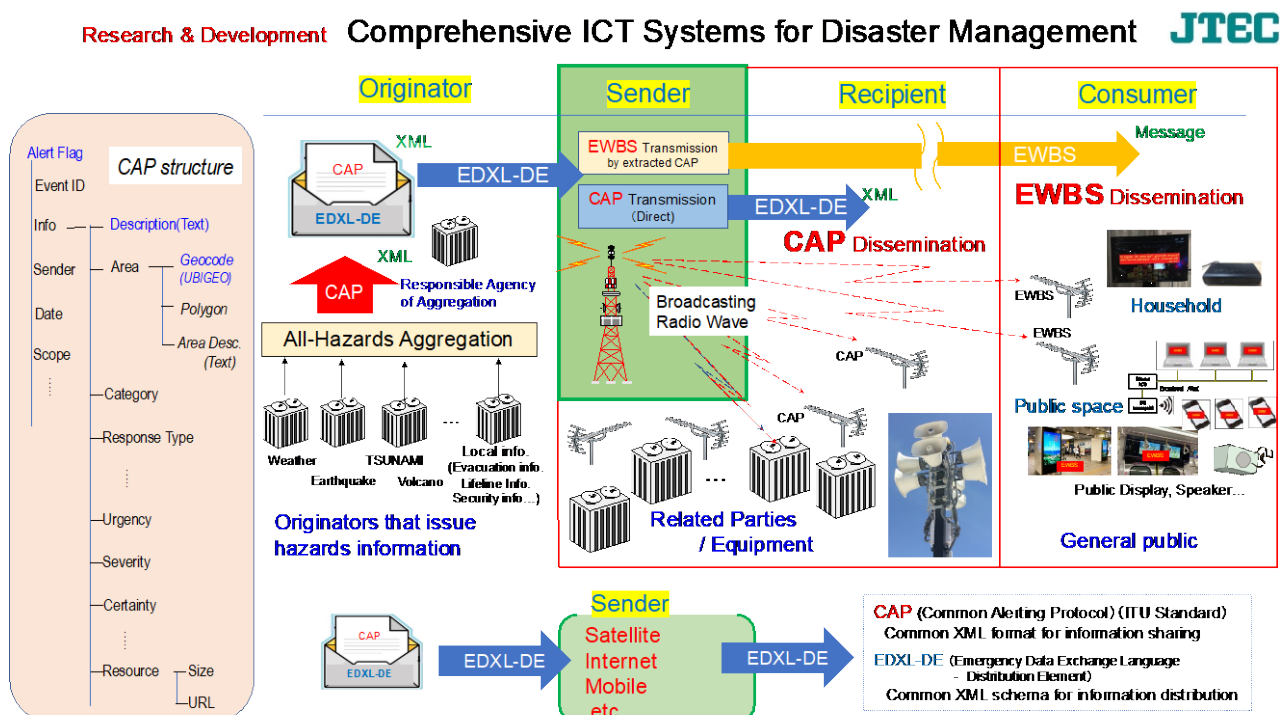 Research & Development Comprehensive ICT Systems for Disaster Management JTEC
Originator
Sender
Recipient
Consumer
CAP structure
Alert Flag
Event ID
Info
Description(Text)
Sender
Area
Geocode
(UBIGEO)
Date
Polygon
Scope
Area Desc.
(Text)
Category
Response Type
Urgency
Severity
Certainty
Resource
Size
URL
XML
CAP
EDXL-DE
EDXL-DE
XML
CAP
Responsible Agency
of Aggregation
All-Hazards Aggregation
Weather
Earthquake
TSUNAMI
Volcano
...
Local info.
(Evacuation info.
Lifeline Info.
Security info...)
Originators that issue
hazards information
EWBS Transmission
by extracted CAP
CAP Transmission
(Direct)
EDXL-DE
XML
CAP Dissemination
Broadcasting
Radio Wave
CAP
CAP
...
Related Parties
/ Equipment
EWBS
Message
EWBS Dissemination
EWBS
Household
EWBS
Public space
EWBS
EWBS
Public Display, Speaker...
General public
CAP
EDXL-DE
EDXL-DE
Sender
Satellite
Internet
Mobile
etc
EDXL-DE
CAP (Common Alerting Protocol) (ITU Standard)
Common XML format for information sharing
EDXL-DE (Emergency Data Exchange Language
- Distribution Element)
Common XML schema for information distribution